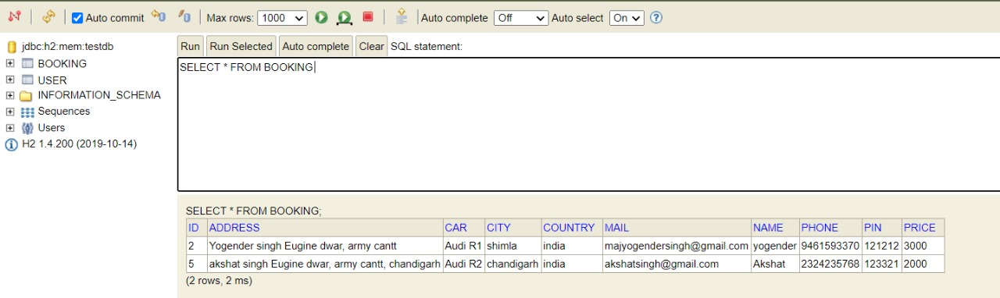 Auto commit Max rows: 1000 Auto complete Off Auto select On
jdbc:h2:mem:testdb
BOOKING
USER
INFORMATION_SCHEMA
Sequences
Users
H2 1.4.200 (2019-10-14)
Run Run Selected Auto complete Clear SQL statement:
SELECT * FROM BOOKING
SELECT * FROM BOOKING;
ID ADDRESS CAR CITY COUNTRY MAIL NAME PHONE PIN PRICE
2 Yogender singh Eugine dwar, army cantt Audi R1 shimla india majyogendersingh@gmail.com yogender 9461593370 121212 3000
5 akshat singh Eugine dwar, army cantt, chandigarh Audi R2 chandigarh india akshatsingh@gmail.com Akshat 2324235768 123321 2000
(2 rows, 2 ms)